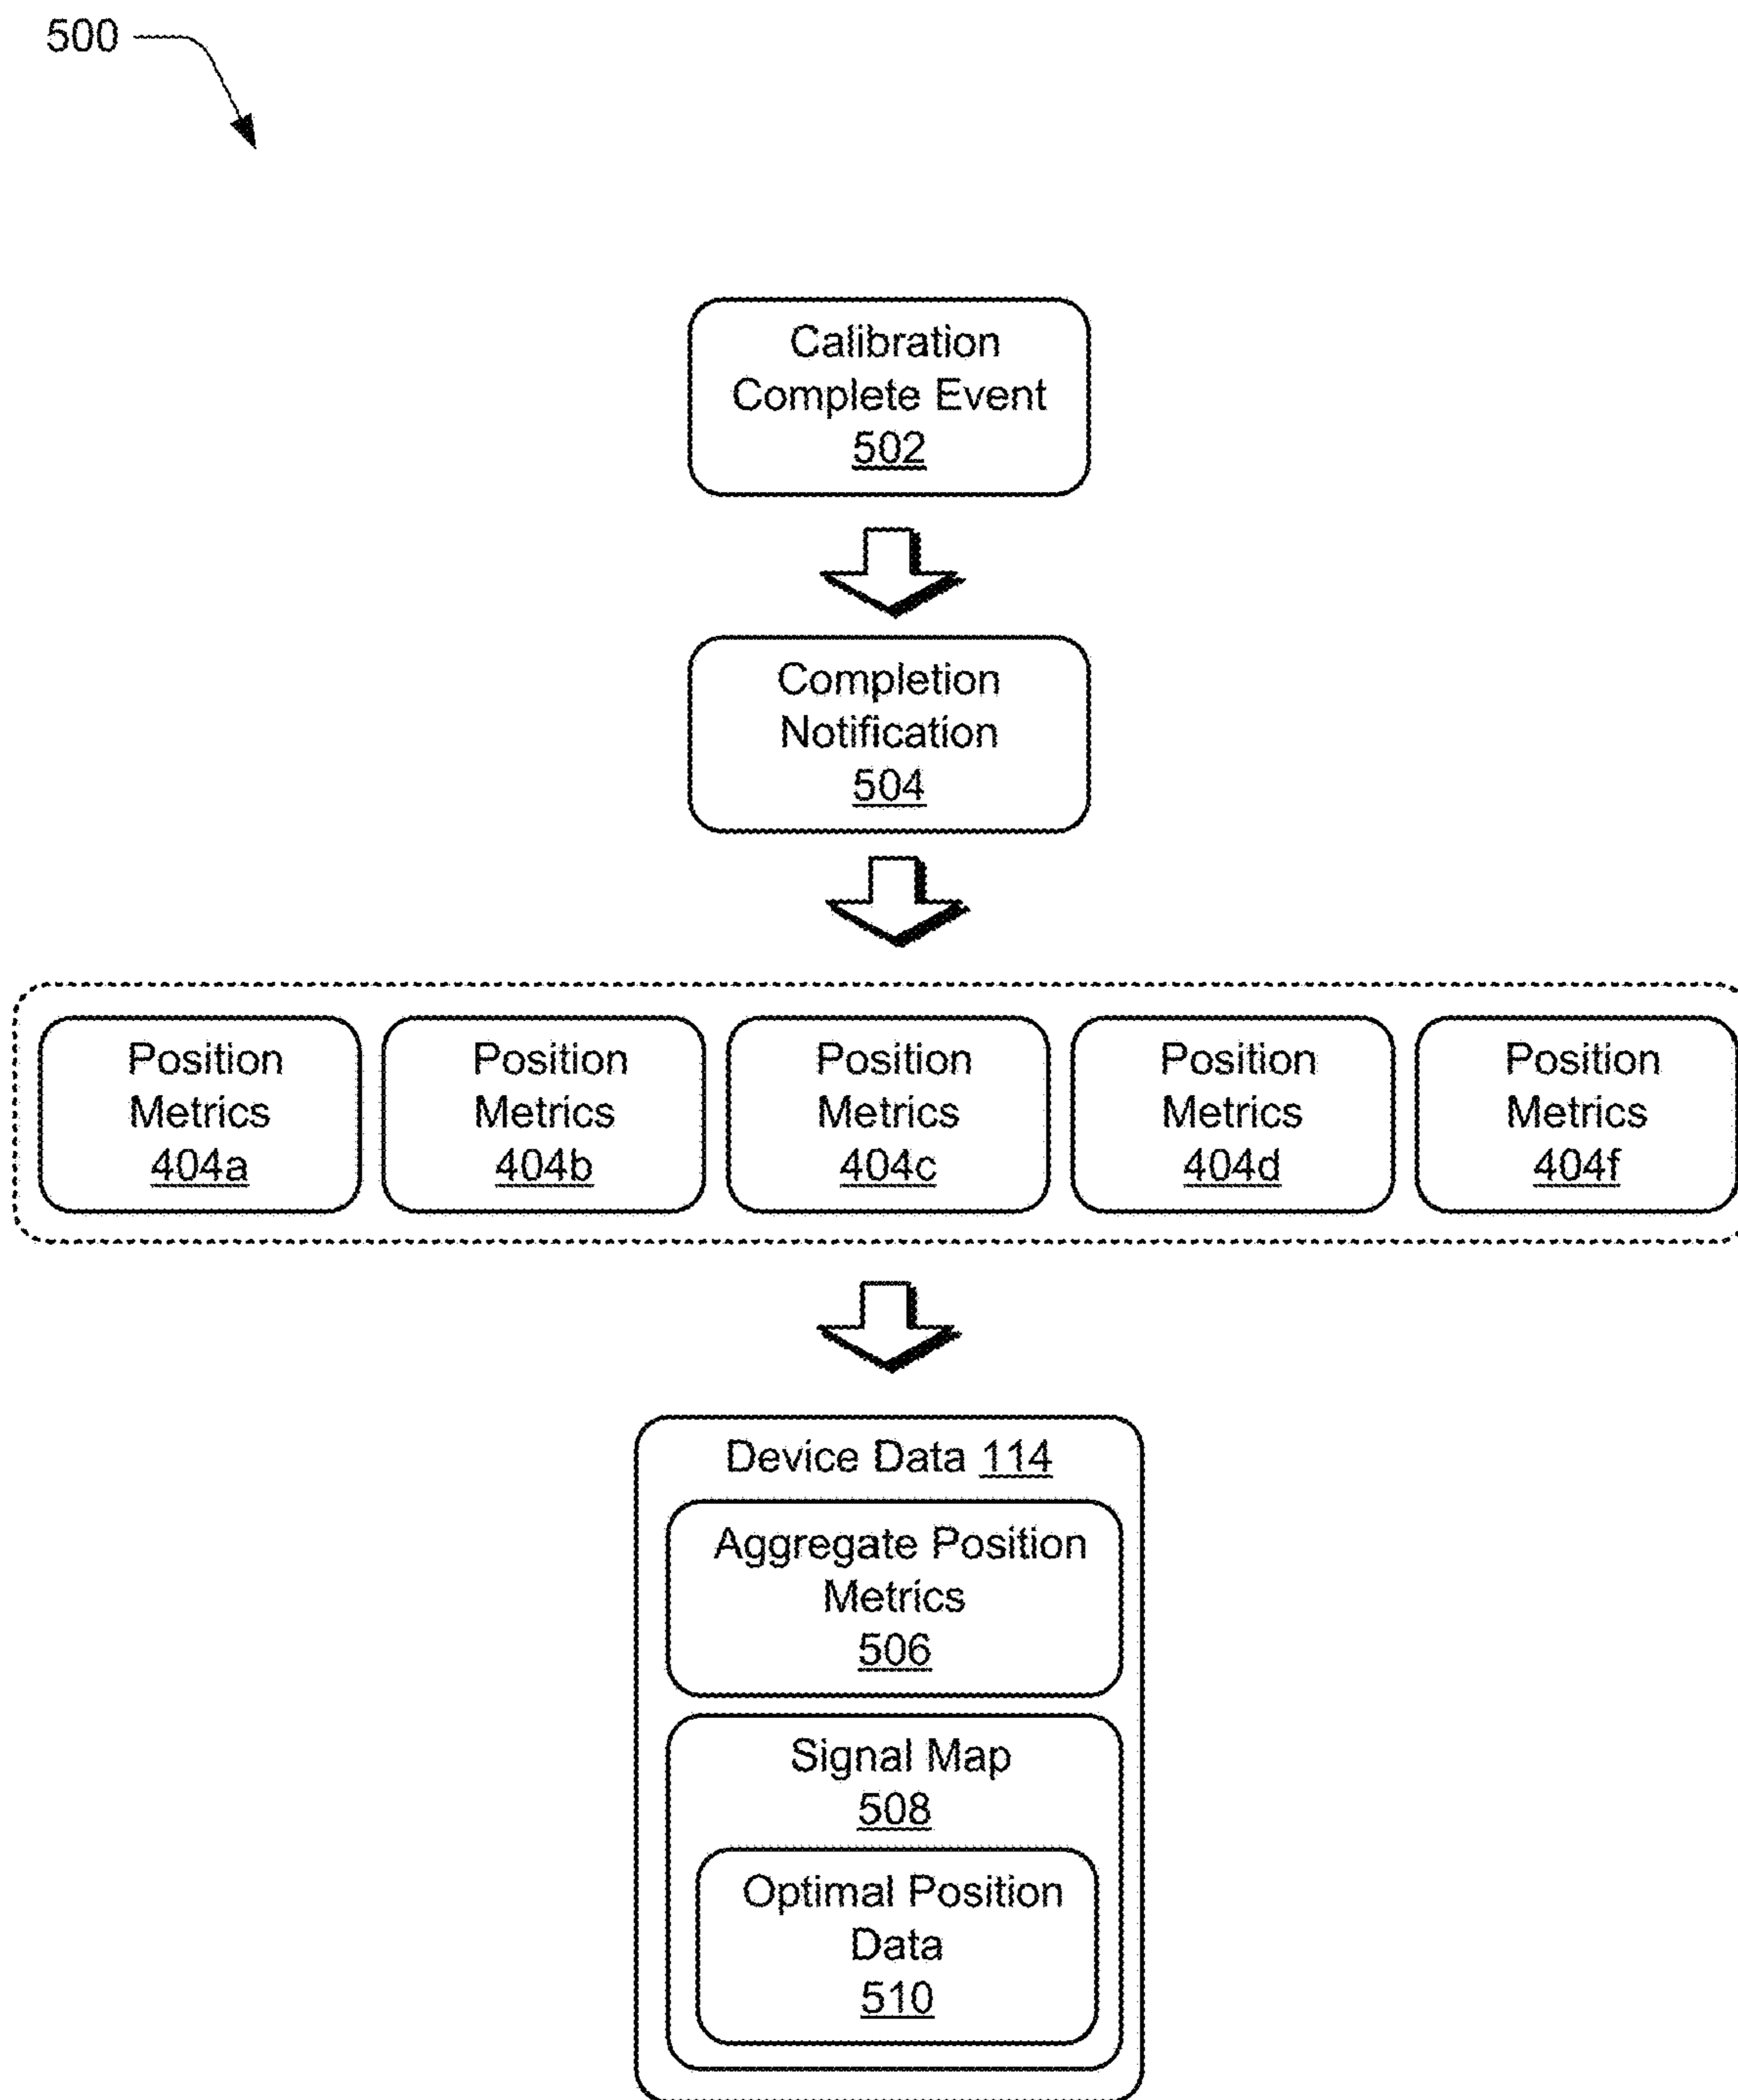 500
Calibration
Complete Event
502
Completion
Notification
504
Position
Metrics
404a
Position
Metrics
404b
Position
Metrics
404c
Position
Metrics
404d
Position
Metrics
404f
Device Data 114
Aggregate Position
Metrics
506
Signal Map
508
Optimal Position
Data
510